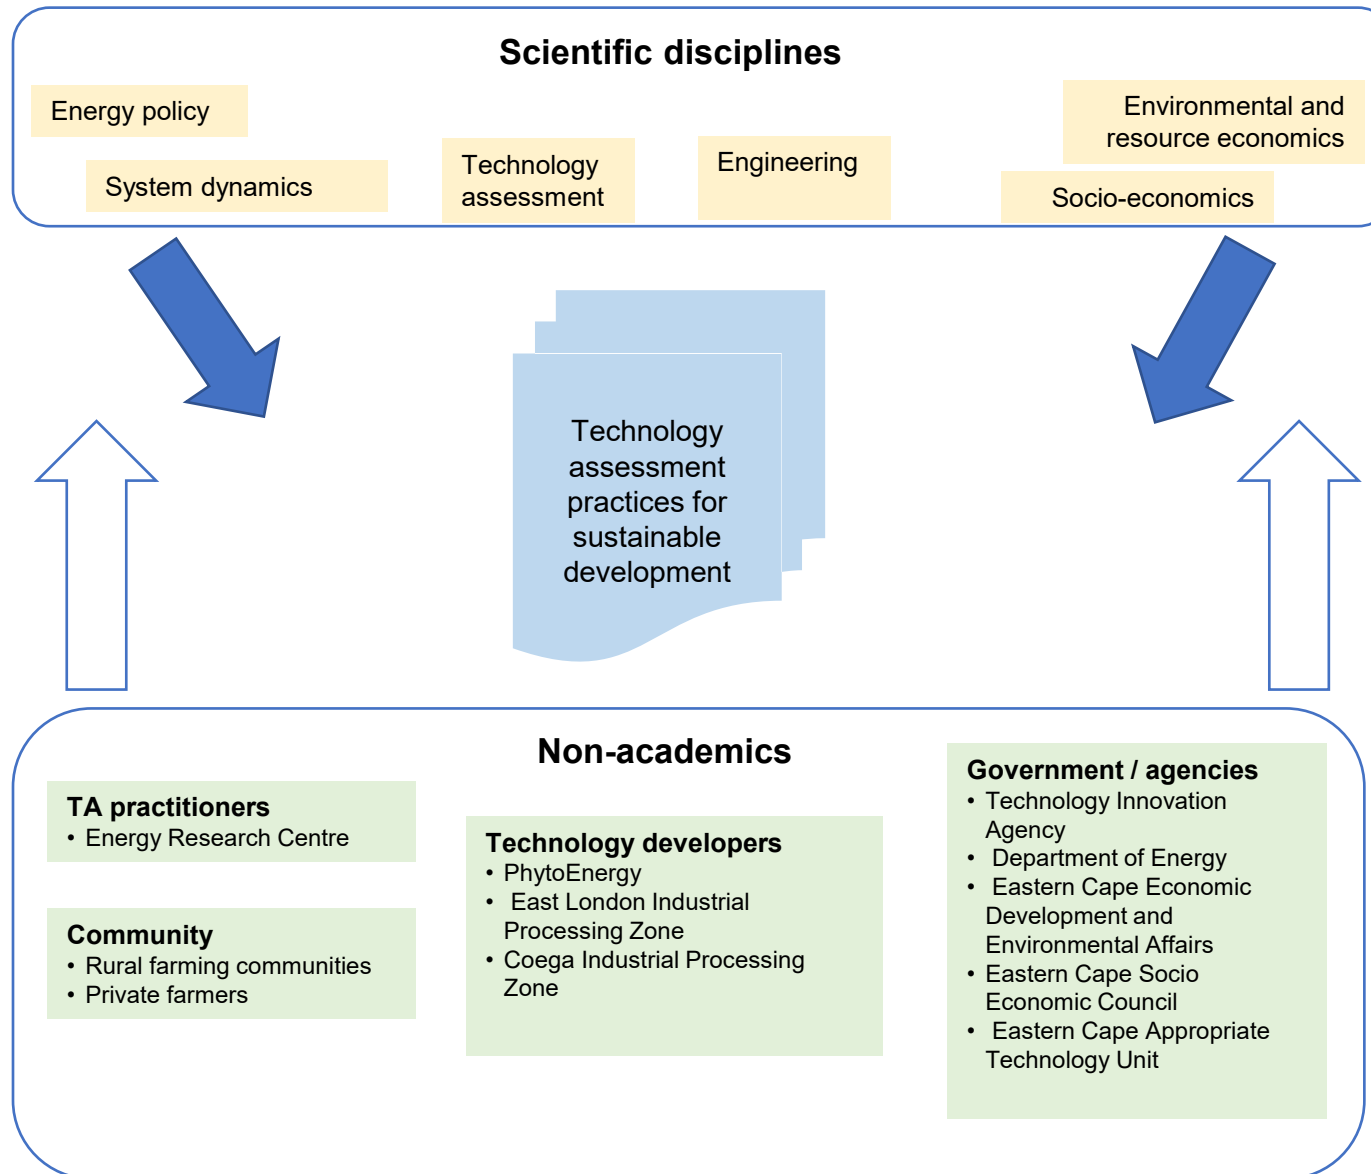 Scientific disciplines
Energy policy
System dynamics
Technology
assessment
Engineering
Environmental and
resource economics
Socio-economics
Technology
assessment
practices for
sustainable
development
Non-academics
TA practitioners
• Energy Research Centre
Community
• Rural farming communities
• Private farmers
Technology developers
• PhytoEnergy
• East London Industrial
Processing Zone
• Coega Industrial Processing
Zone
Government / agencies
• Technology Innovation
Agency
• Department of Energy
• Eastern Cape Economic
Development and
Environmental Affairs
• Eastern Cape Socio
Economic Council
• Eastern Cape Appropriate
Technology Unit